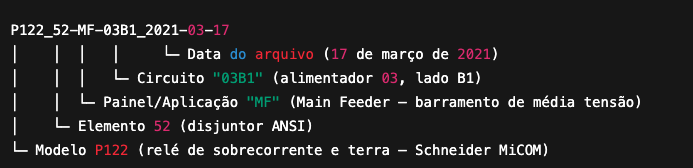 P122_52-MF-03B1_2021-03-17
│ │ │ │ └─ Data do arquivo (17 de março de 2021)
│ │ │ └─ Circuito "03B1" (alimentador 03, lado B1)
│ │ └─ Painel/Aplicação "MF" (Main Feeder – barramento de média tensão)
│ └─ Elemento 52 (disjuntor ANSI)
└─ Modelo P122 (relé de sobrecorrente e terra – Schneider MiCOM)